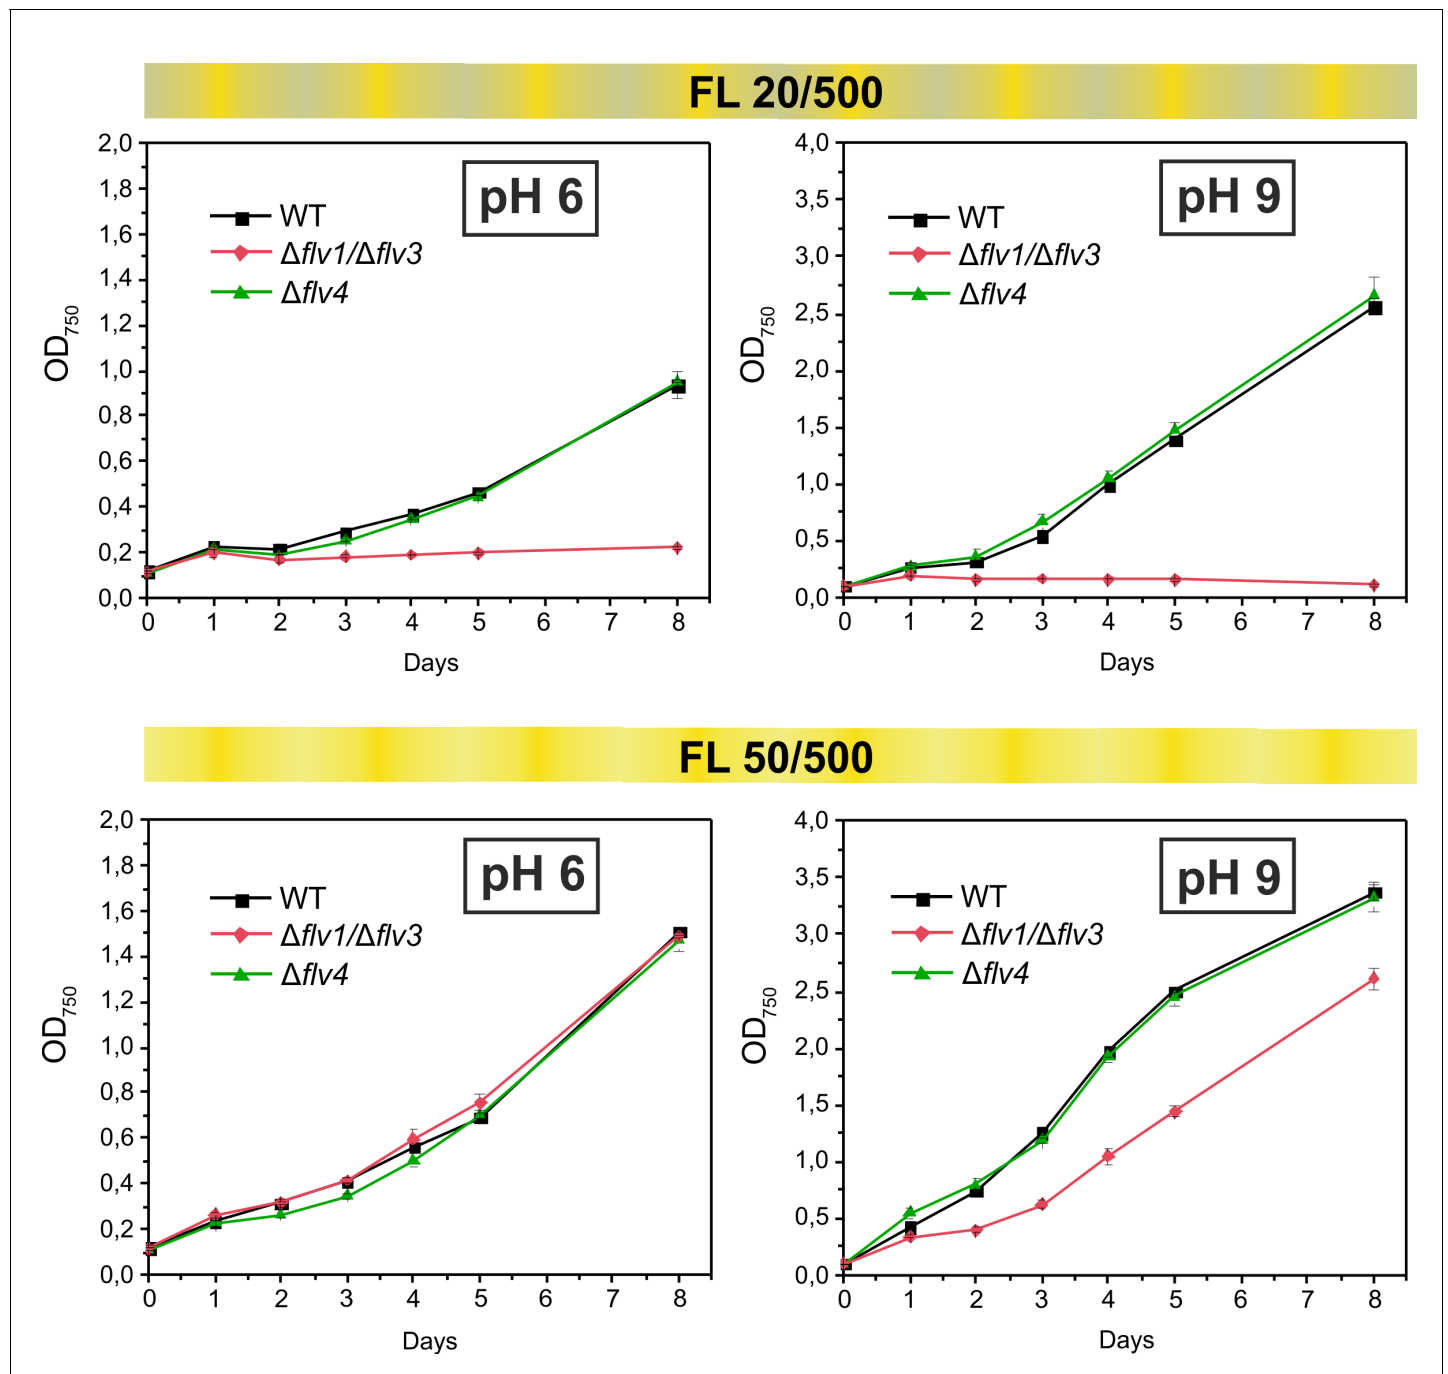 FL 20/500
2,0
1,8
1,6
1,4
1,2
1,0
0,8
0,6
0,4
0,2
0,0
OD750
pH 6
WT
Δflv1/Δflv3
Δflv4
0 1 2 3 4 5 6 7 8
Days
4,0
3,5
3,0
2,5
2,0
1,5
1,0
0,5
0,0
OD750
pH 9
WT
Δflv1/Δflv3
Δflv4
0 1 2 3 4 5 6 7 8
Days
FL 50/500
2,0
1,8
1,6
1,4
1,2
1,0
0,8
0,6
0,4
0,2
0,0
OD750
pH 6
WT
Δflv1/Δflv3
Δflv4
0 1 2 3 4 5 6 7 8
Days
4,0
3,5
3,0
2,5
2,0
1,5
1,0
0,5
0,0
OD750
pH 9
WT
Δflv1/Δflv3
Δflv4
0 1 2 3 4 5 6 7 8
Days